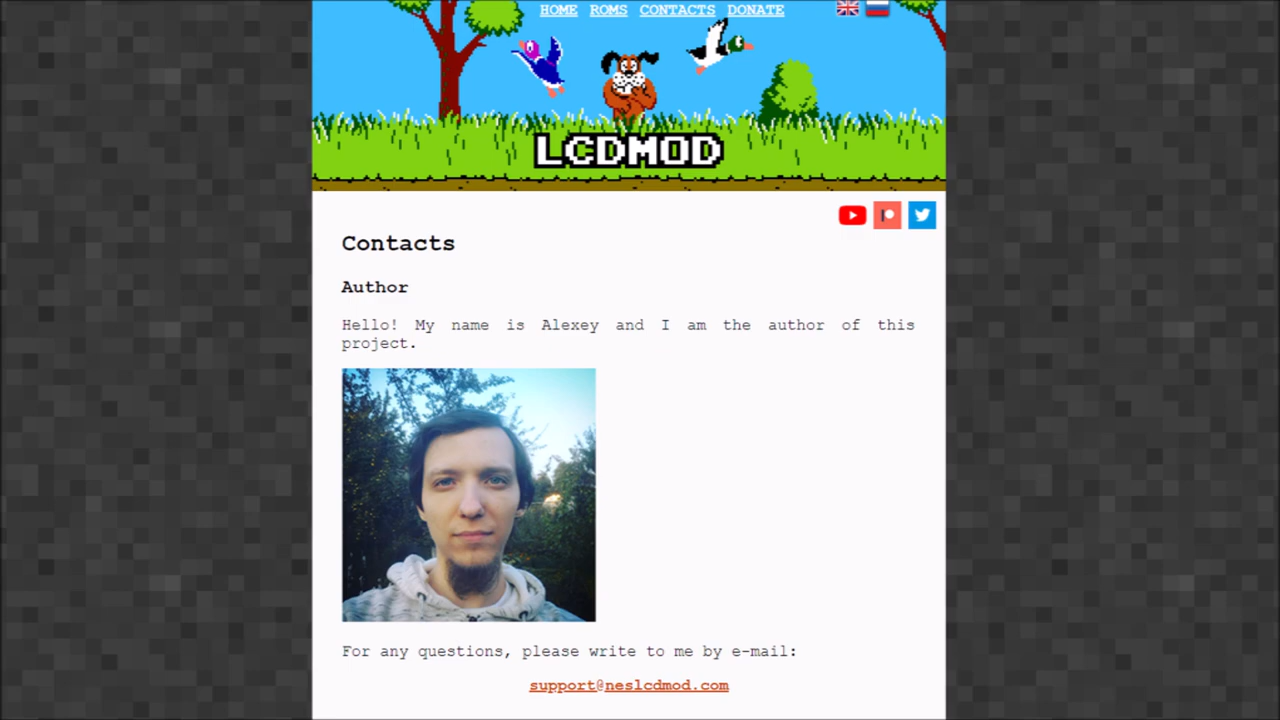 HOME ROMS CONTACTS DONATE
LCDMOD
Contacts
Author
Hello! My name is Alexey and I am the author of this
project.
For any questions, please write to me by e-mail:
support@neslcdmod.com